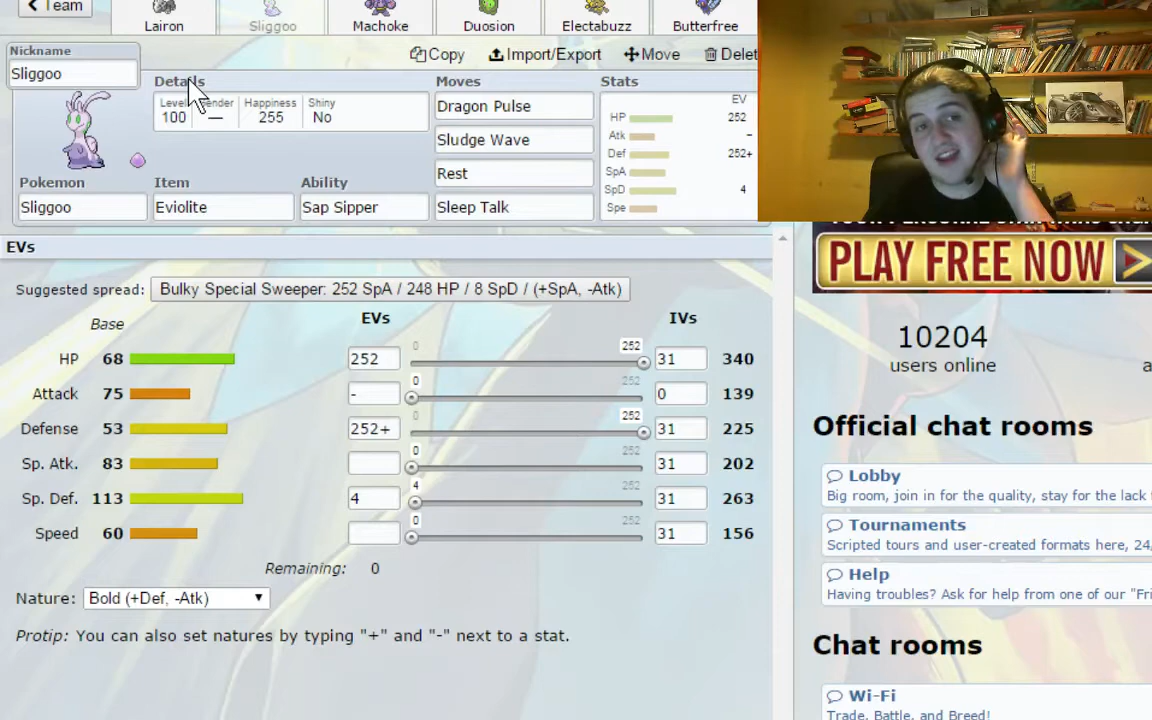 Team
Lairon Sliggoo Machoke Duosion Electabuzz Butterfree
Nickname
Sliggoo
Copy Import/Export Move Delet
Details
Level Gender Happiness Shiny
100 — 255 No
Moves
Dragon Pulse
Sludge Wave
Rest
Sleep Talk
Stats
EV
HP 252
Atk –
Def 252+
SpA
SpD 4
Spe
Pokemon Item Ability
Sliggoo Eviolite Sap Sipper
PLAY FREE NOW
EVs
Suggested spread: Bulky Special Sweeper: 252 SpA / 248 HP / 8 SpD / (+SpA, -Atk)
Base EVs IVs
HP 68 252 0 252 31 340
Attack 75 - 0 252 0 139
Defense 53 252+ 0 252 31 225
Sp. Atk. 83 0 252 31 202
Sp. Def. 113 4 4 252 31 263
Speed 60 0 252 31 156
Remaining: 0
Nature: Bold (+Def, -Atk)
Protip: You can also set natures by typing "+" and "-" next to a stat.
10204
users online
Official chat rooms
Lobby
Big room, join in for the quality, stay for the lack
Tournaments
Scripted tours and user-created formats here, 24
Help
Having troubles? Ask for help from one of our "Fri
Chat rooms
Wi-Fi
Trade, Battle, and Breed!